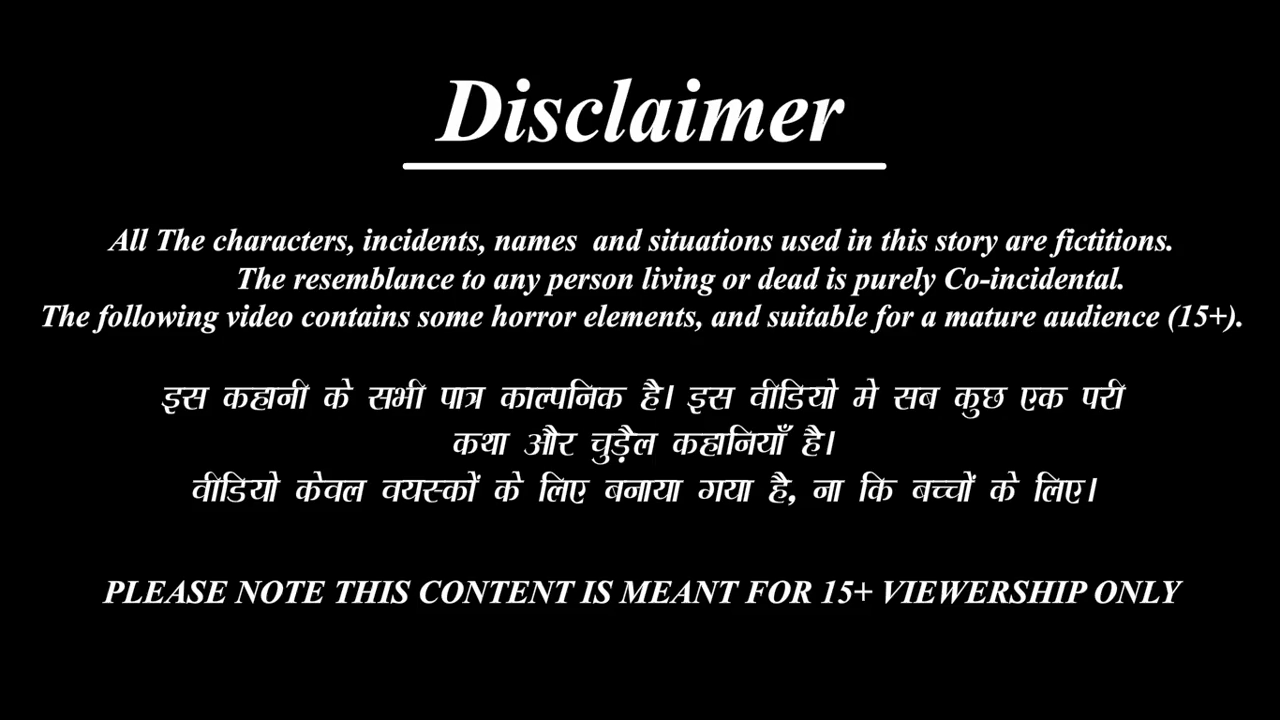 Disclaimer
All The characters, incidents, names and situations used in this story are fictitions.
The resemblance to any person living or dead is purely Co-incidental.
The following video contains some horror elements, and suitable for a mature audience (15+).
इस कहानी के सभी पात्र काल्पनिक है। इस वीडियो मे सब कुछ एक परी
कथा और चुड़ैल कहानियाँ है।
वीडियो केवल वयस्कों के लिए बनाया गया है, ना कि बच्चों के लिए।
PLEASE NOTE THIS CONTENT IS MEANT FOR 15+ VIEWERSHIP ONLY